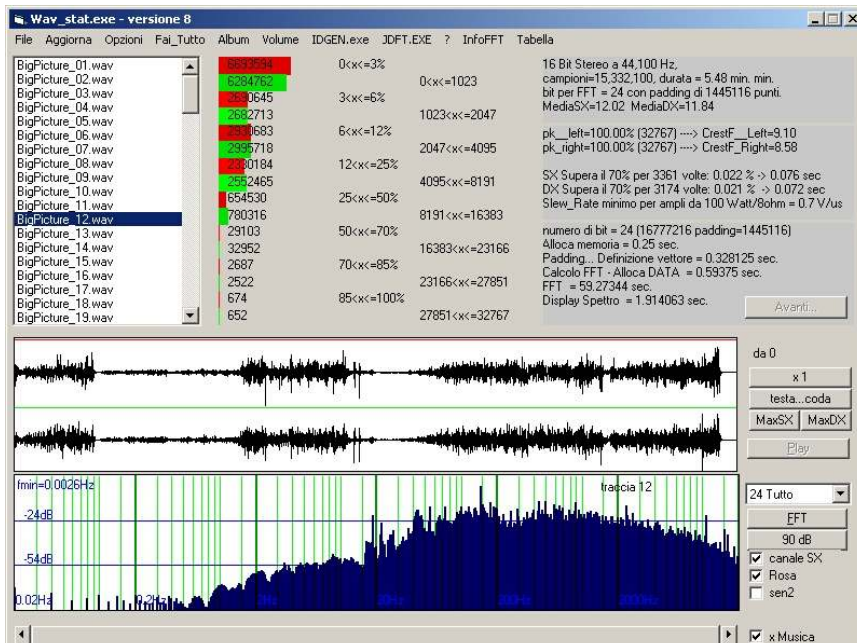 Wav_stat.exe - versione 8
File Aggiorna Opzioni Fai_Tutto Album Volume IDGEN.exe JDFT.EXE ? InfoFFT Tabella
BigPicture_01.wav
BigPicture_02.wav
BigPicture_03.wav
BigPicture_04.wav
BigPicture_05.wav
BigPicture_06.wav
BigPicture_07.wav
BigPicture_08.wav
BigPicture_09.wav
BigPicture_10.wav
BigPicture_11.wav
BigPicture_12.wav
BigPicture_13.wav
BigPicture_14.wav
BigPicture_15.wav
BigPicture_16.wav
BigPicture_17.wav
BigPicture_18.wav
BigPicture_19.wav
6693594 0<x<=3%
6284762 0<x<=1023
2690645 3<x<=6%
2682713 1023<x<=2047
2930683 6<x<=12%
2995718 2047<x<=4095
2330184 12<x<=25%
2552465 4095<x<=8191
654530 25<x<=50%
780316 8191<x<=16383
29103 50<x<=70%
32952 16383<x<=23166
2687 70<x<=85%
2522 23166<x<=27851
674 85<x<=100%
652 27851<x<=32767
16 Bit Stereo a 44,100 Hz,
campioni=15,332,100, durata = 5.48 min. min.
bit per FFT = 24 con padding di 1445116 punti.
MediaSX=12.02 MediaDX=11.84
pk__left=100.00% (32767) ----> CrestF__Left=9.10
pk_right=100.00% (32767) ----> CrestF_Right=8.58
SX Supera il 70% per 3361 volte: 0.022 % -> 0.076 sec
DX Supera il 70% per 3174 volte: 0.021 % -> 0.072 sec
Slew_Rate minimo per ampli da 100 Watt/8ohm = 0.7 V/us
numero di bit = 24 (16777216 padding=1445116)
Alloca memoria = 0.25 sec.
Padding... Definizione vettore = 0.328125 sec.
Calcolo FFT - Alloca DATA = 0.59375 sec.
FFT = 59.27344 sec.
Display Spettro = 1.914063 sec.
Avanti...
da 0
x 1
testa...coda
MaxSX MaxDX
Play
fmin=0.0026Hz
traccia 12
-24dB
-54dB
0.02Hz 0.2Hz 2Hz 20Hz 200Hz 2000Hz
24 Tutto
FFT
90 dB
canale SX
Rosa
sen2
x Musica